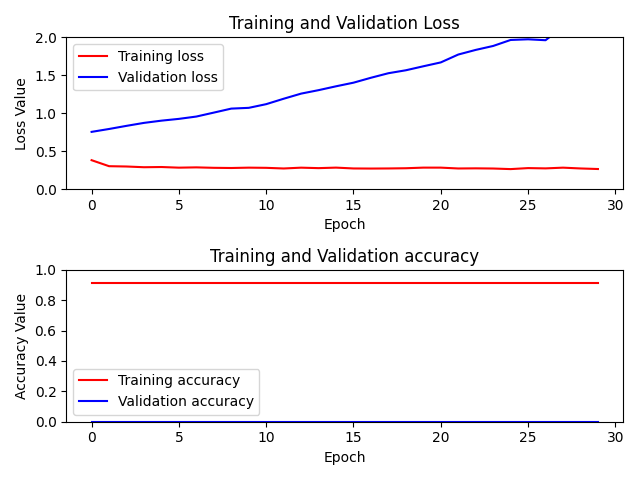 Training and Validation Loss
2.0
1.5
1.0
0.5
0.0
Loss Value
Training loss
Validation loss
0 5 10 15 20 25 30
Epoch
Training and Validation accuracy
1.0
0.8
0.6
0.4
0.2
0.0
Accuracy Value
Training accuracy
Validation accuracy
0 5 10 15 20 25 30
Epoch